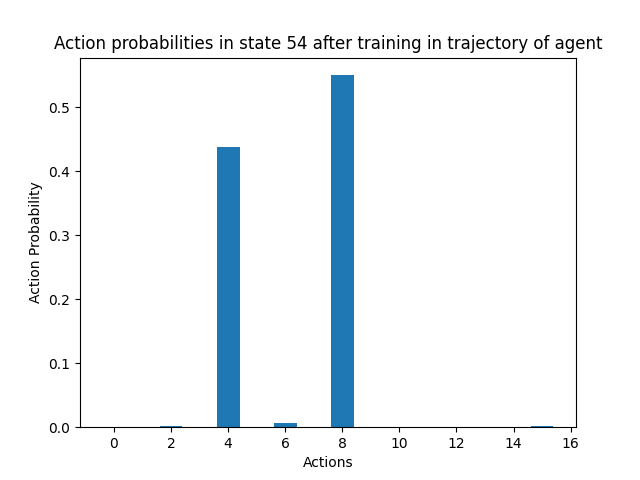 Action probabilities in state 54 after training in trajectory of agent
0.5
0.4
0.3
0.2
0.1
0.0
Action Probability
0 2 4 6 8 10 12 14 16
Actions